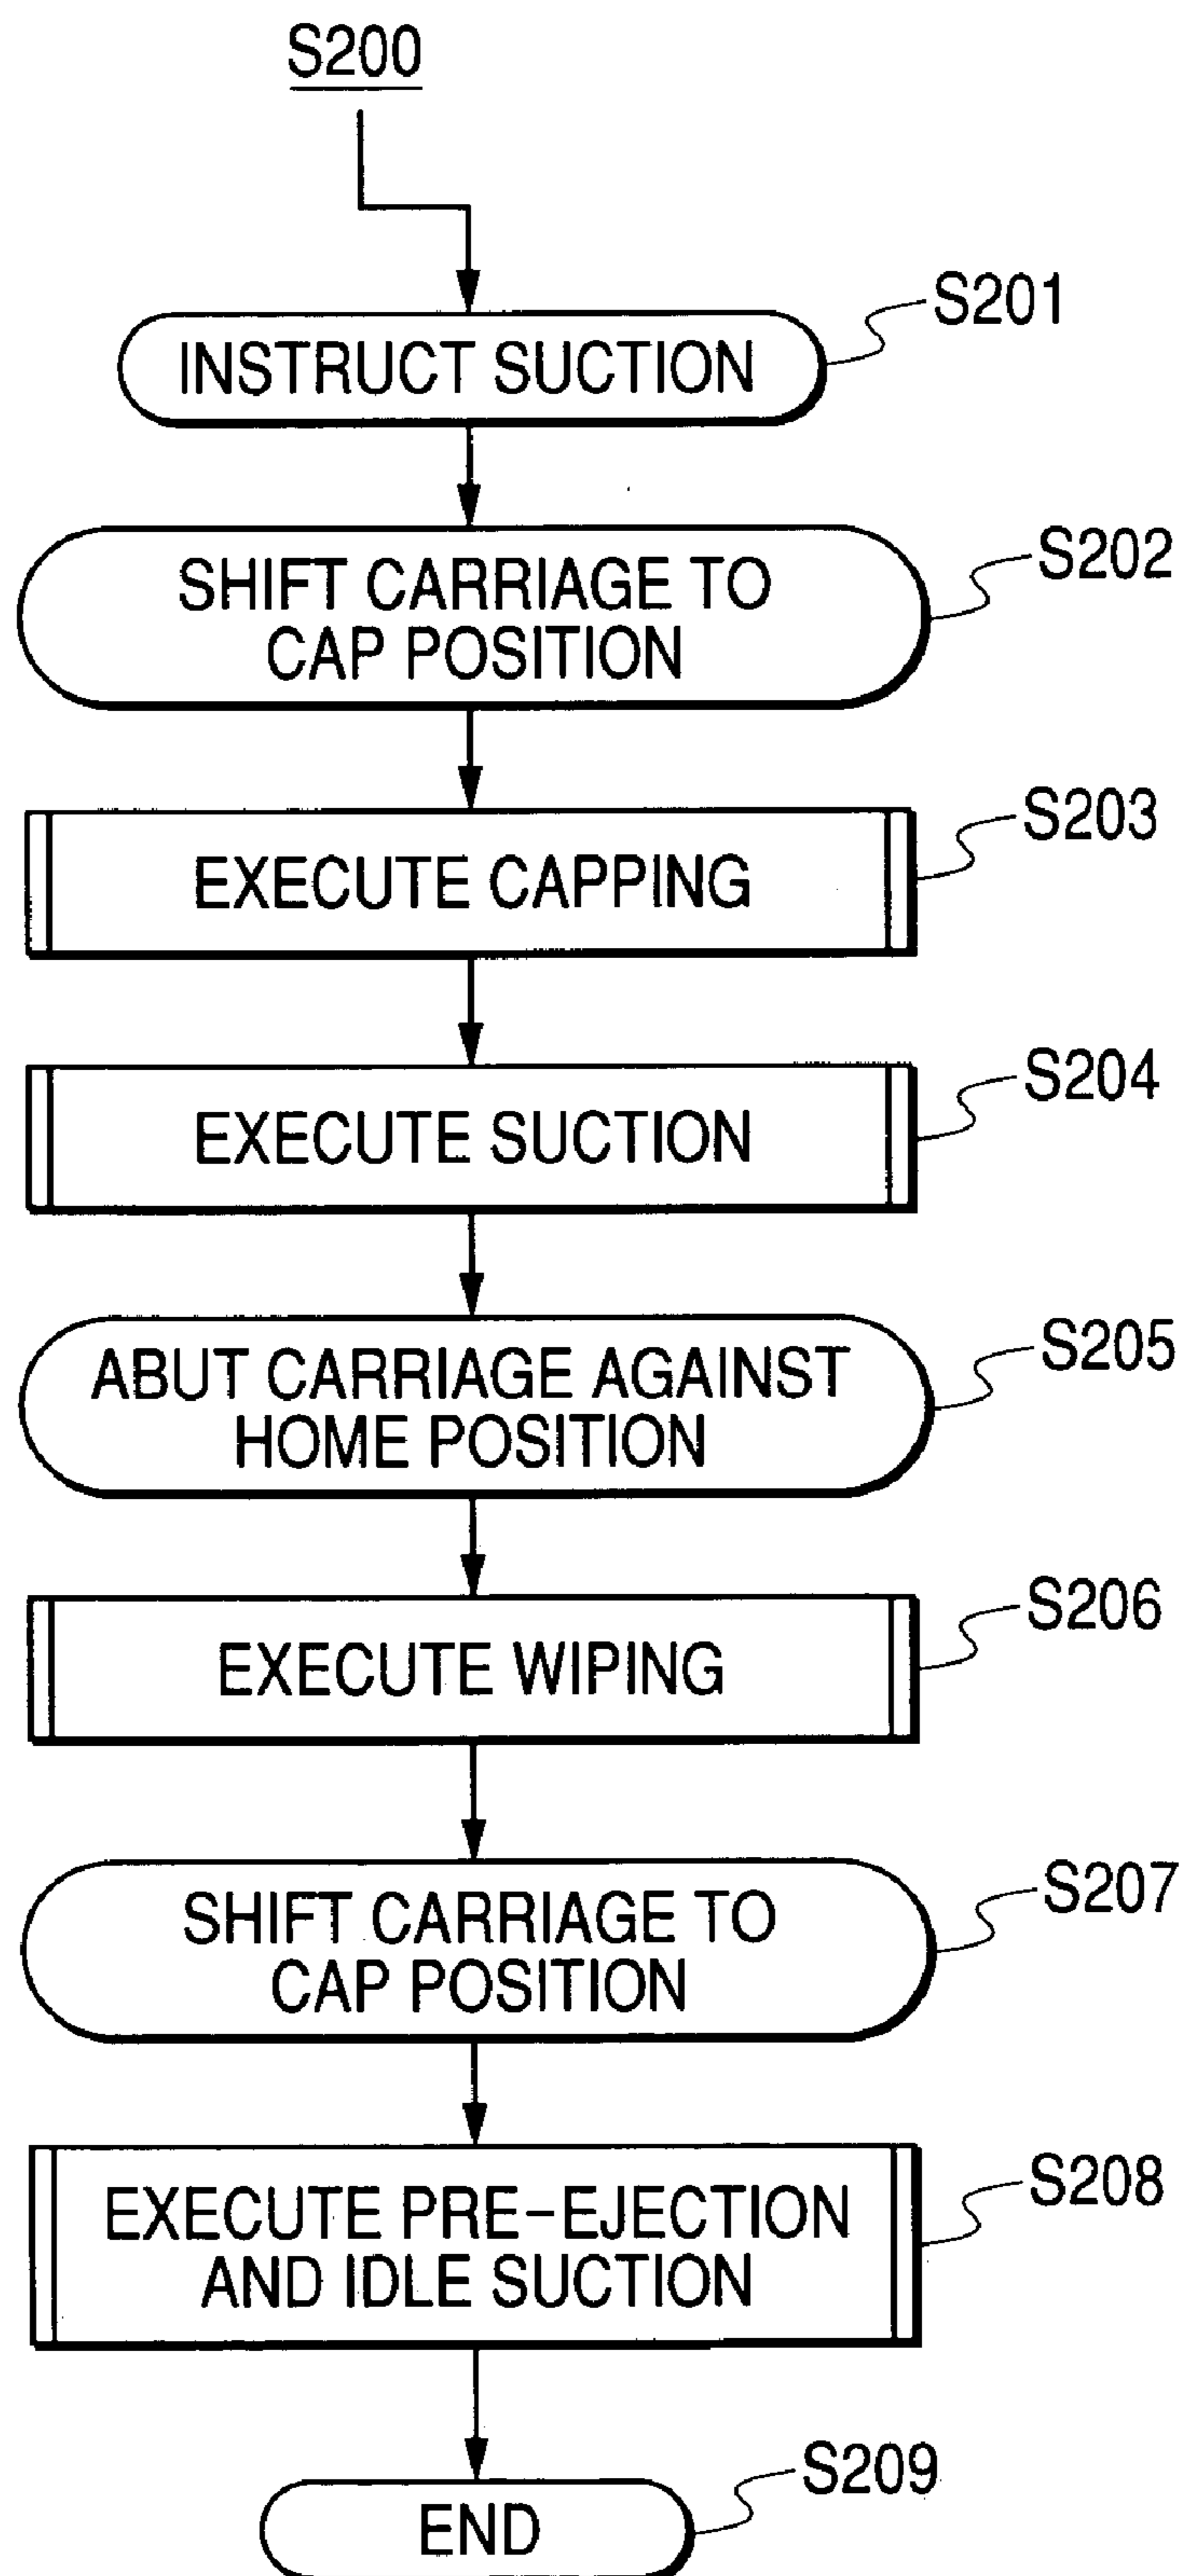 S200
INSTRUCT SUCTION
S201
SHIFT CARRIAGE TO
CAP POSITION
S202
EXECUTE CAPPING
S203
EXECUTE SUCTION
S204
ABUT CARRIAGE AGAINST
HOME POSITION
S205
EXECUTE WIPING
S206
SHIFT CARRIAGE TO
CAP POSITION
S207
EXECUTE PRE-EJECTION
AND IDLE SUCTION
S208
END
S209